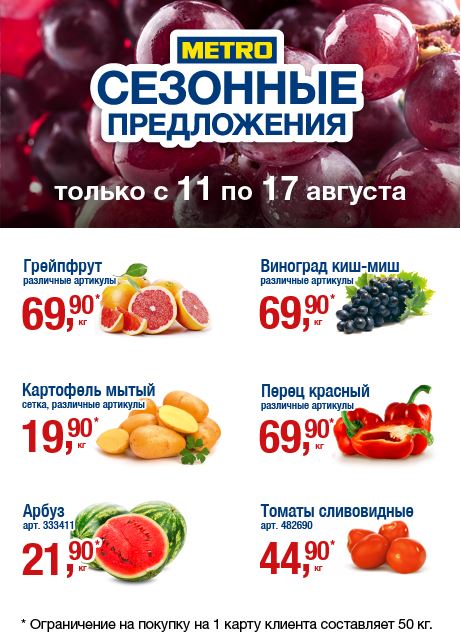 METRO
СЕЗОННЫЕ
ПРЕДЛОЖЕНИЯ
только с 11 по 17 августа
Грейпфрут
различные артикулы
69,90*
кг
Виноград киш-миш
различные артикулы
69,90*
кг
Картофель мытый
сетка, различные артикулы
19,90*
кг
Перец красный
различные артикулы
69,90*
кг
Арбуз
арт. 333411
21,90*
кг
Томаты сливовидные
арт. 482690
44,90*
кг
* Ограничение на покупку на 1 карту клиента составляет 50 кг.